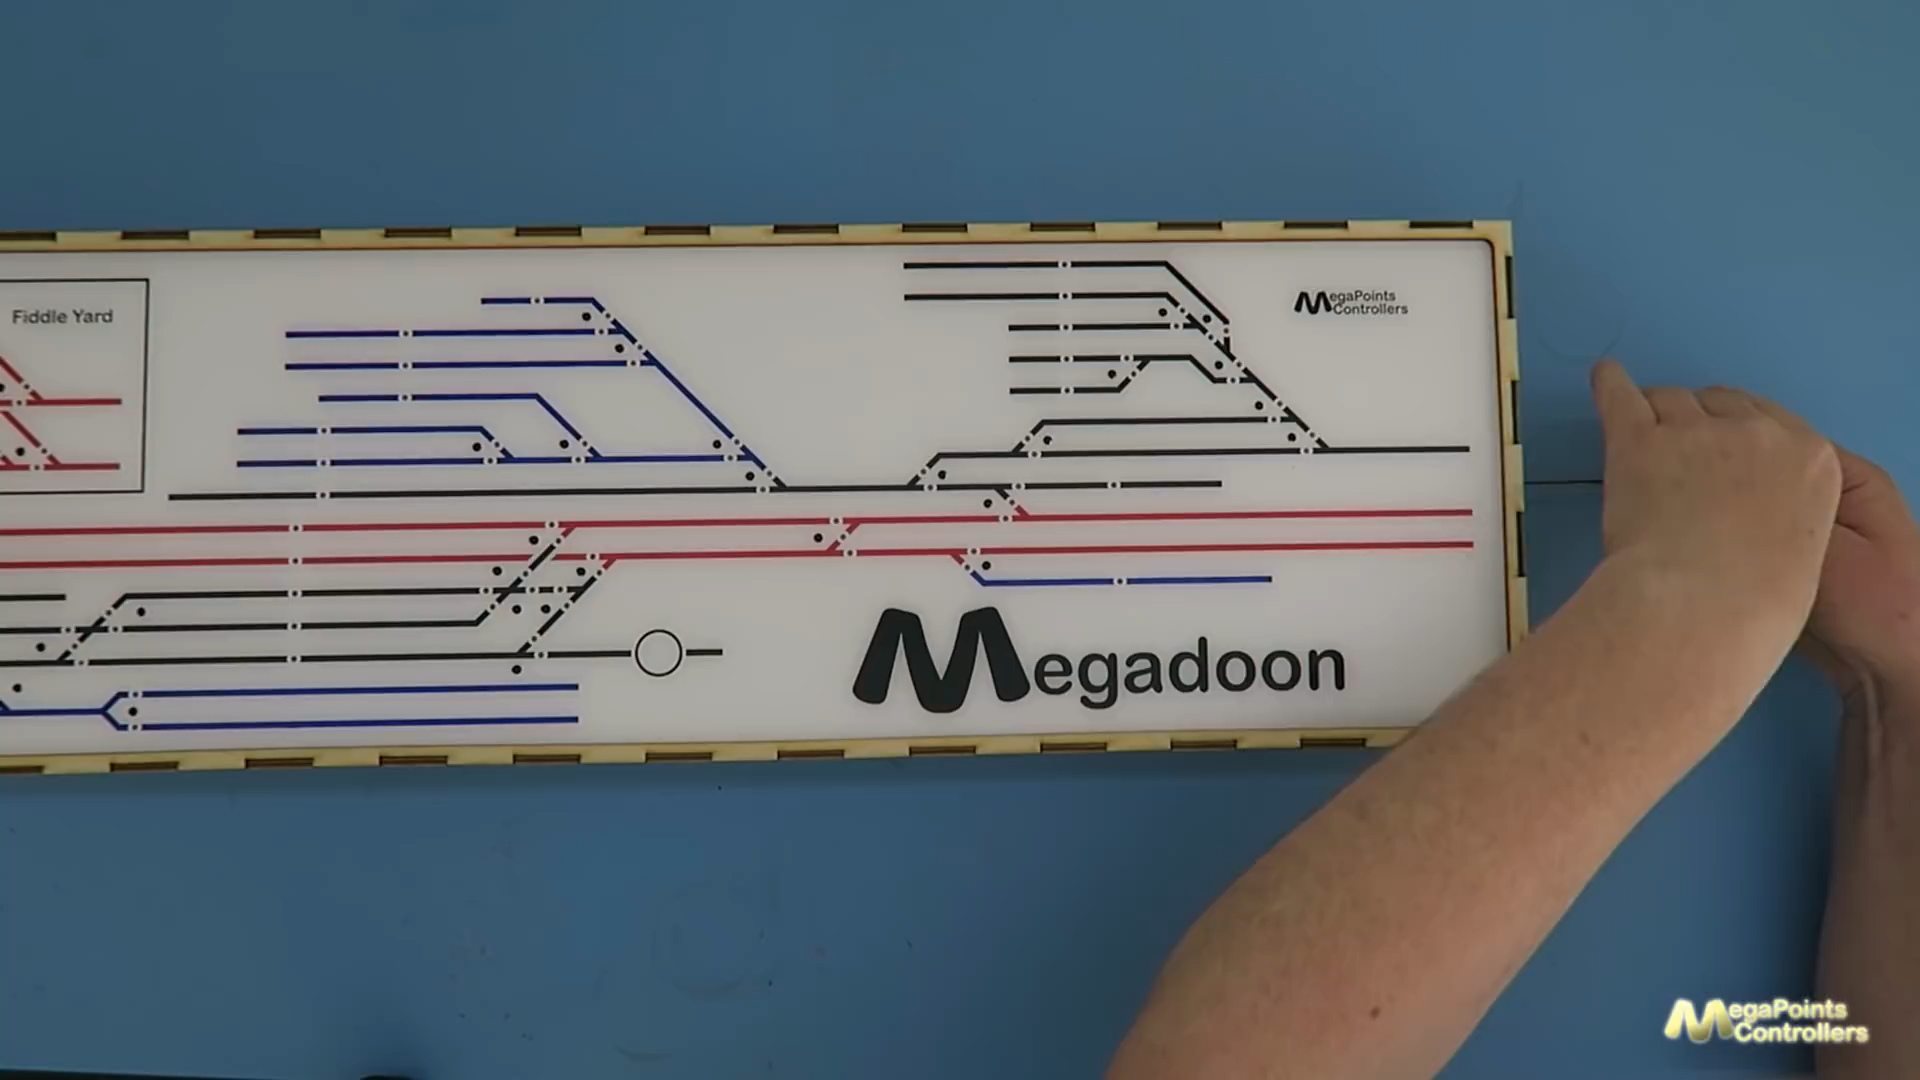 Fiddle Yard
MegaPoints
Controllers
Megadoon
MegaPoints
Controllers